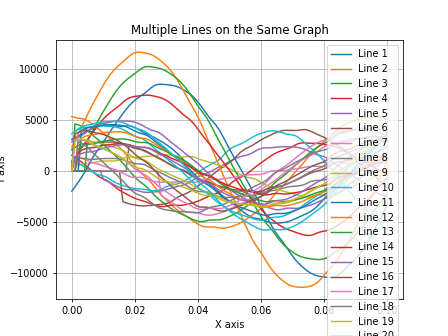 Multiple Lines on the Same Graph
10000
5000
0
−5000
−10000
0.00
0.02
0.04
0.06
0.08
X axis
Line 1
Line 2
Line 3
Line 4
Line 5
Line 6
Line 7
Line 8
Line 9
Line 10
Line 11
Line 12
Line 13
Line 14
Line 15
Line 16
Line 17
Line 18
Line 19
Line 20